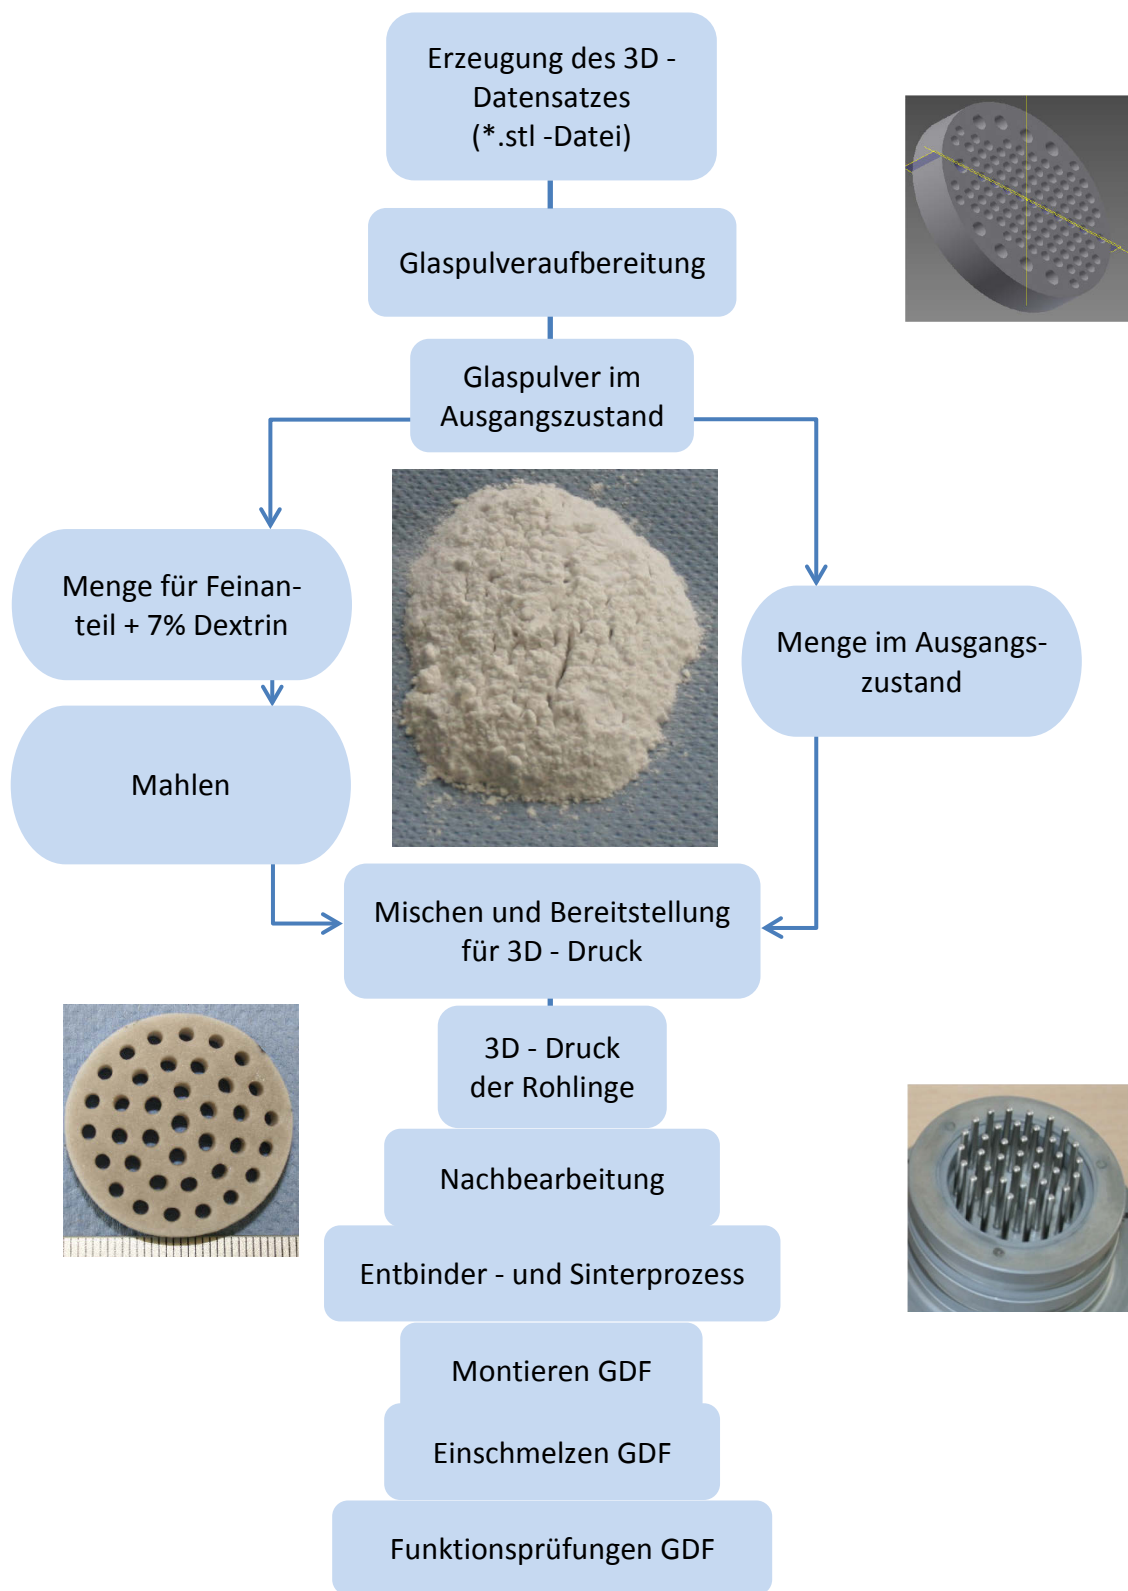 Erzeugung des 3D -
Datensatzes
(*.stl -Datei)
Glaspulveraufbereitung
Glaspulver im
Ausgangszustand
Menge für Feinan-
teil + 7% Dextrin
Menge im Ausgangs-
zustand
Mahlen
Mischen und Bereitstellung
für 3D - Druck
3D - Druck
der Rohlinge
Nachbearbeitung
Entbinder - und Sinterprozess
Montieren GDF
Einschmelzen GDF
Funktionsprüfungen GDF